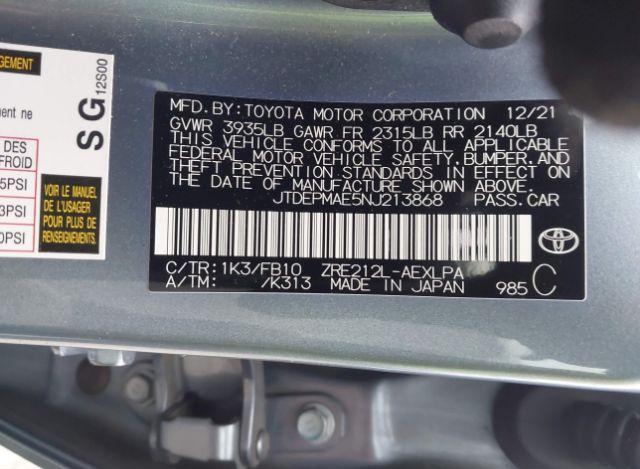 GEMENT
SG12S00
ment ne
DES
FROID
5PSI
3PSI
0PSI
VOIR LE MANUEL
DE L'USAGER
POUR PLUS DE
RENSEIGNEMENTS.
MFD.BY:TOYOTA MOTOR CORPORATION 12/21
GVWR 3935LB GAWR FR 2315LB RR 2140LB
THIS VEHICLE CONFORMS TO ALL APPLICABLE
FEDERAL MOTOR VEHICLE SAFETY,BUMPER,AND
THEFT PREVENTION STANDARDS IN EFFECT ON
THE DATE OF MANUFACTURE SHOWN ABOVE.
JTDEPMAE5NJ213868 PASS.CAR
C/TR:1K3/FB10 ZRE212L-AEXLPA
A/TM: /K313 MADE IN JAPAN 985 C